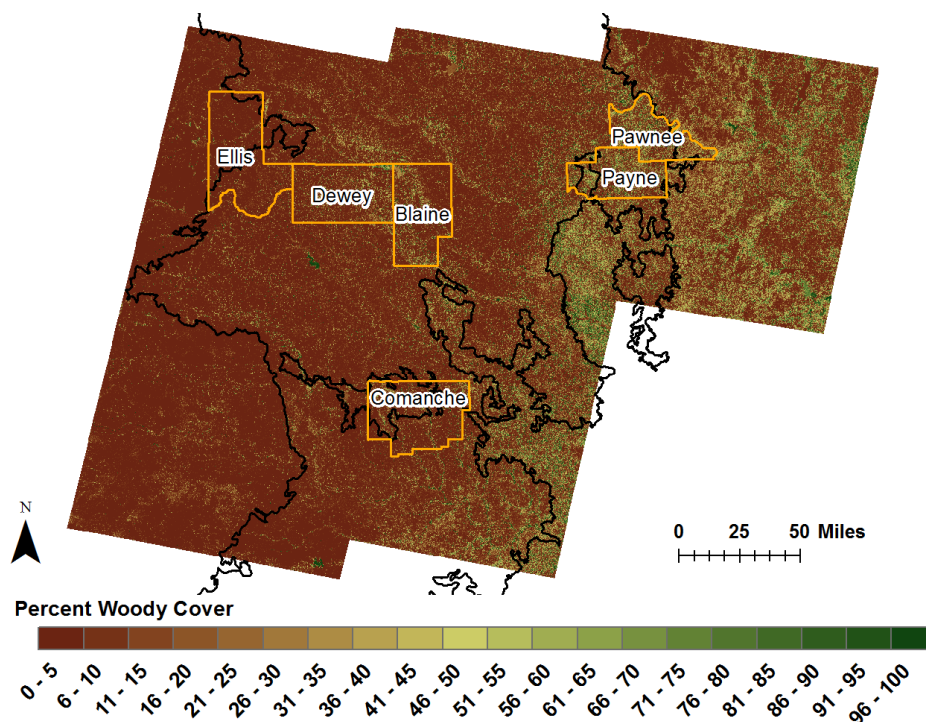 Pawnee
Ellis
Payne
Dewey
Blaine
Comanche
N
0 25 50 Miles
Percent Woody Cover
0 - 5
6 - 10
11 - 15
16 - 20
21 - 25
26 - 30
31 - 35
36 - 40
41 - 45
46 - 50
51 - 55
56 - 60
61 - 65
66 - 70
71 - 75
76 - 80
81 - 85
86 - 90
91 - 95
96 - 100